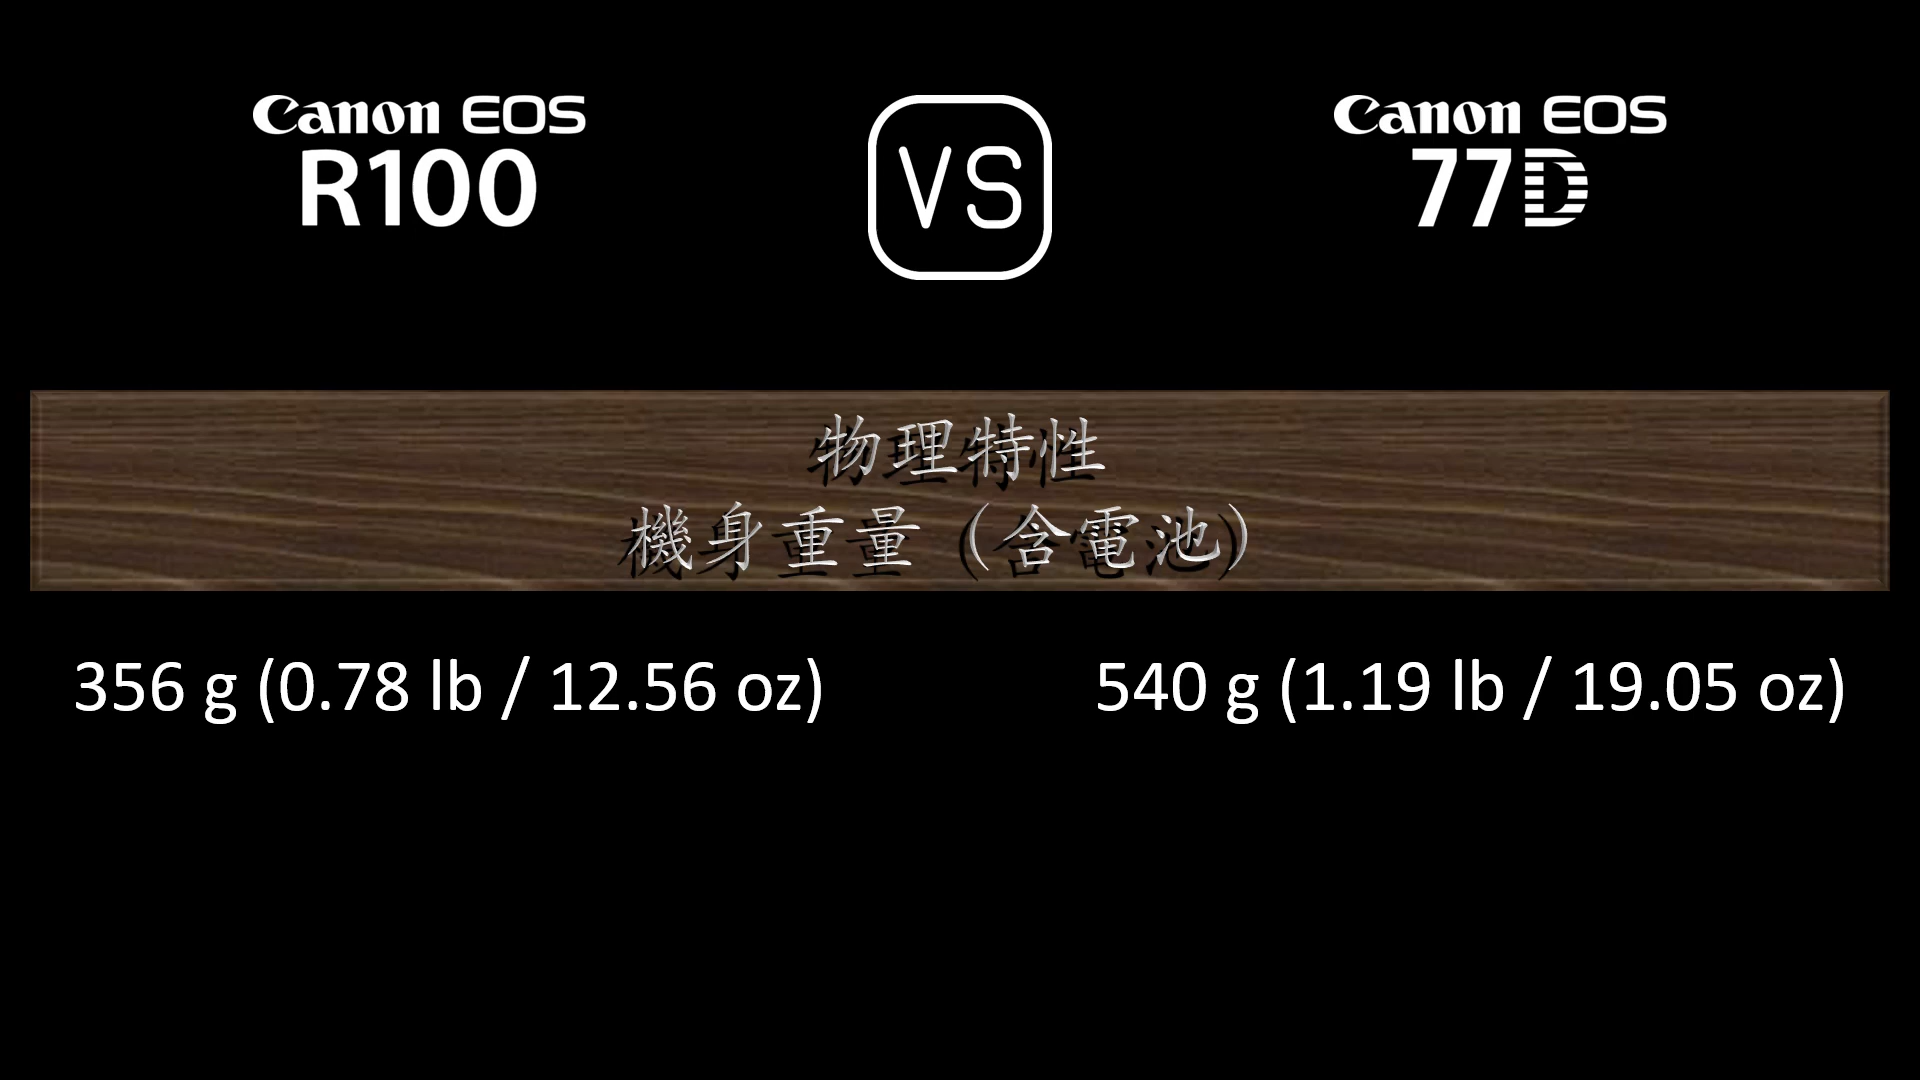 Canon EOS
R100
VS
Canon EOS
77D
物理特性
機身重量（含電池）
356 g (0.78 lb / 12.56 oz)
540 g (1.19 lb / 19.05 oz)